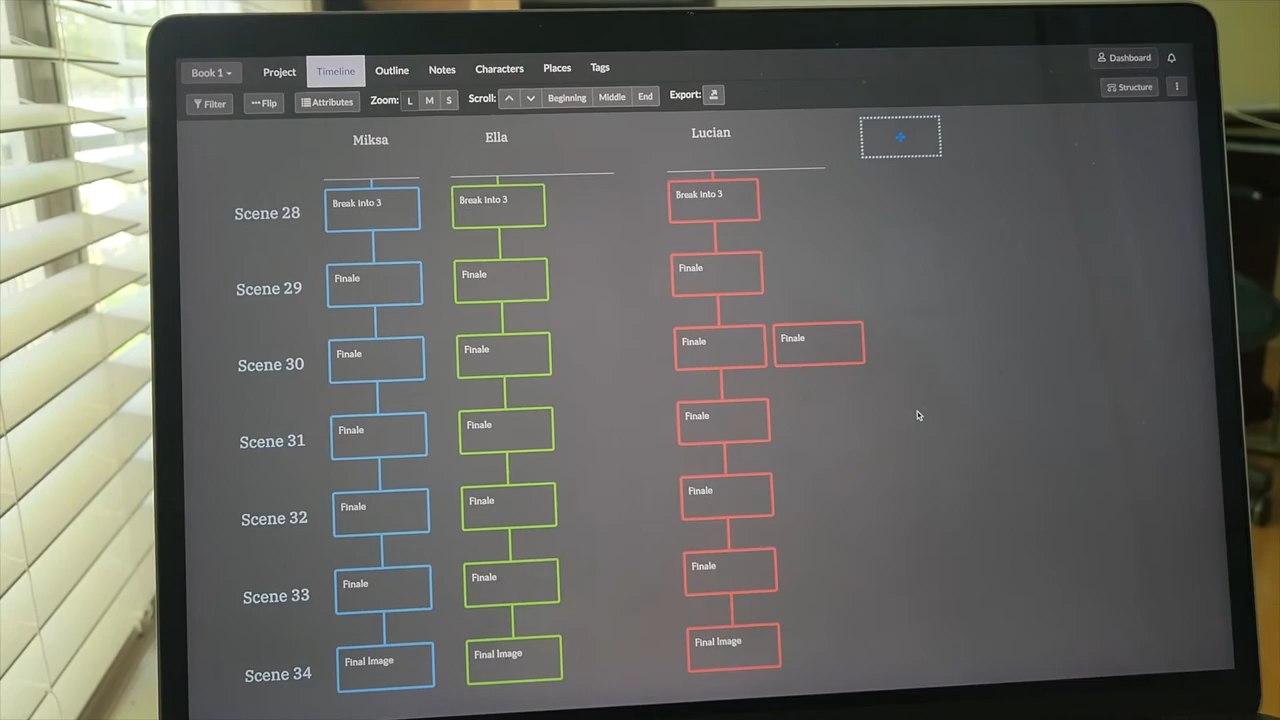 Book 1 Project Timeline Outline Notes Characters Places Tags Dashboard
Filter Flip Attributes Zoom: L M S Scroll: Beginning Middle End Export: Structure
Miksa Ella Lucian
Scene 28 Break Into 3 Break Into 3 Break Into 3
Scene 29 Finale Finale Finale
Scene 30 Finale Finale Finale Finale
Scene 31 Finale Finale Finale
Scene 32 Finale Finale Finale
Scene 33 Finale Finale Finale
Scene 34 Final Image Final Image Final Image